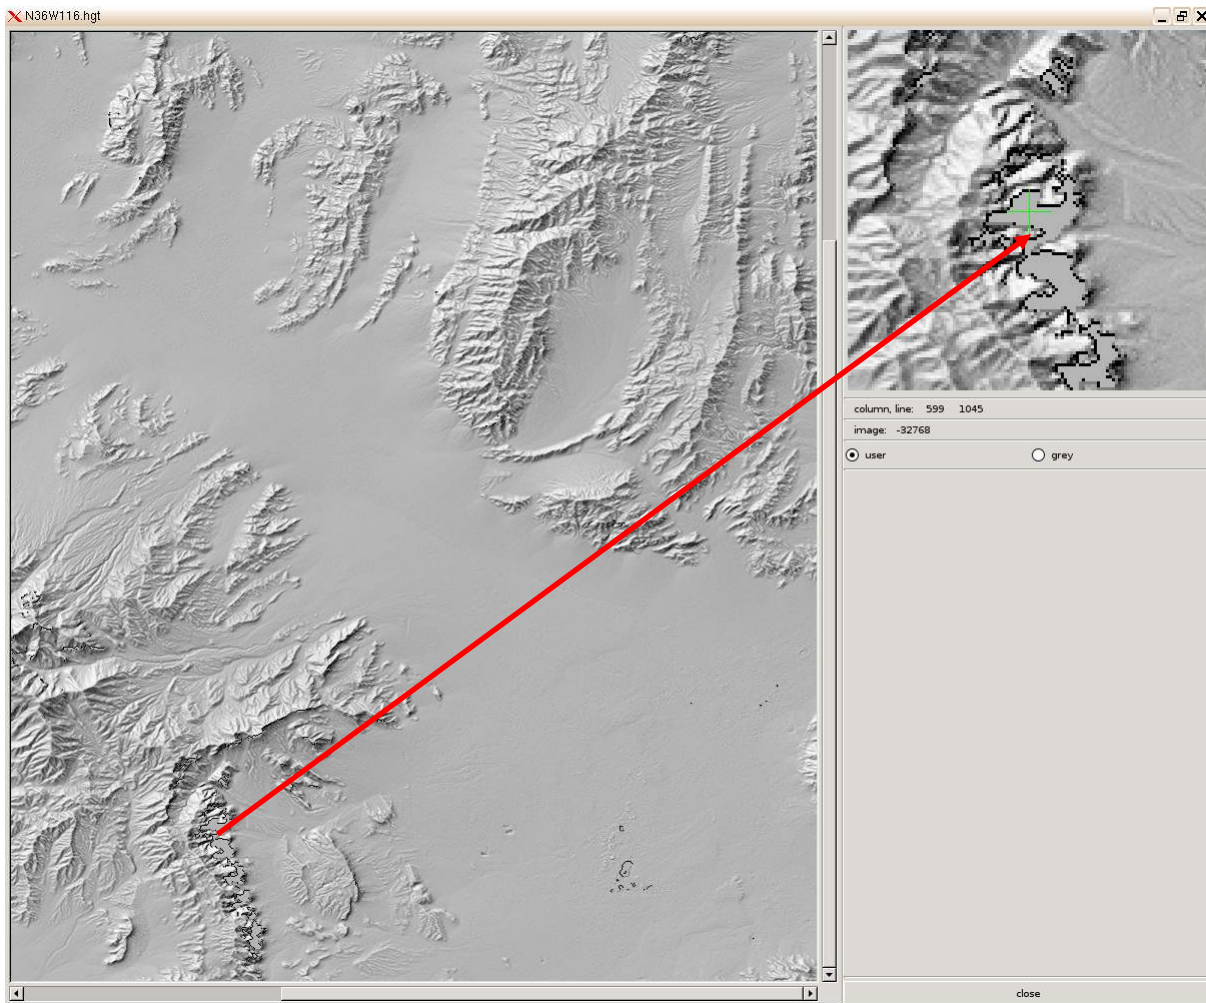 N36W116.hgt
column, line: 599 1045
image: -32768
user grey
close